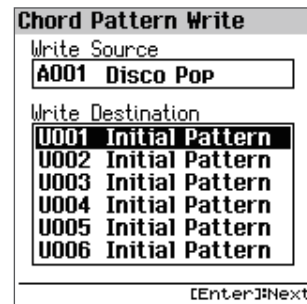 Chord Pattern Write
Write Source
A001 Disco Pop
Write Destination
U001 Initial Pattern
U002 Initial Pattern
U003 Initial Pattern
U004 Initial Pattern
U005 Initial Pattern
U006 Initial Pattern
[Enter]:Next